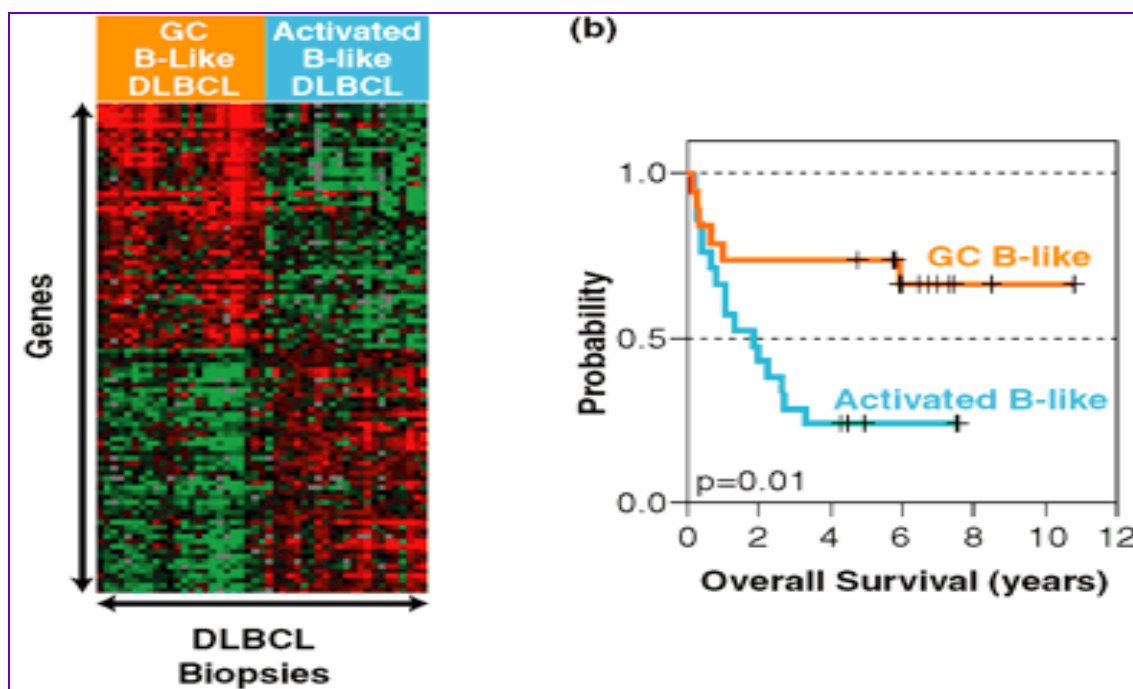 GC
B-Like
DLBCL
Activated
B-like
DLBCL
Genes
DLBCL
Biopsies
(b)
Probability
1.0
0.5
0.0
GC B-like
Activated B-like
p=0.01
0 2 4 6 8 10 12
Overall Survival (years)